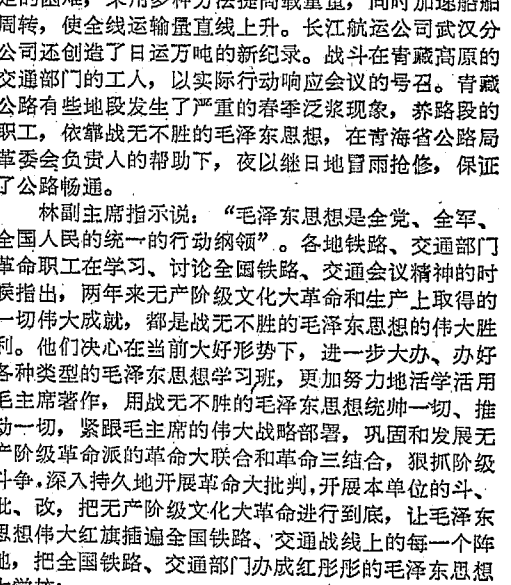 定的困难，采用多种方法提高载重量，同时加速船舶
周转，使全线运输量直线上升。长江航运公司武汉分
公司还创造了日运万吨的新纪录。战斗在青藏高原的
交通部门的工人，以实际行动响应会议的号召。青藏
公路有些地段发生了严重的春季泛浆现象，养路段的
职工，依靠战无不胜的毛泽东思想，在青海省公路局
革委会负责人的帮助下，夜以继日地冒雨抢修，保证
了公路畅通。
林副主席指示说：“毛泽东思想是全党、全军、
全国人民的统一的行动纲领”。各地铁路、交通部门
革命职工在学习、讨论全国铁路、交通会议精神的时
候指出，两年来无产阶级文化大革命和生产上取得的
一切伟大成就，都是战无不胜的毛泽东思想的伟大胜
利。他们决心在当前大好形势下，进一步大办、办好
各种类型的毛泽东思想学习班，更加努力地活学活用
毛主席著作，用战无不胜的毛泽东思想统帅一切、推
动一切，紧跟毛主席的伟大战略部署，巩固和发展无
产阶级革命派的革命大联合和革命三结合，狠抓阶级
斗争，深入持久地开展革命大批判，开展本单位的斗、
批、改，把无产阶级文化大革命进行到底，让毛泽东
思想伟大红旗插遍全国铁路、交通战线上的每一个阵
地，把全国铁路、交通部门办成红彤彤的毛泽东思想